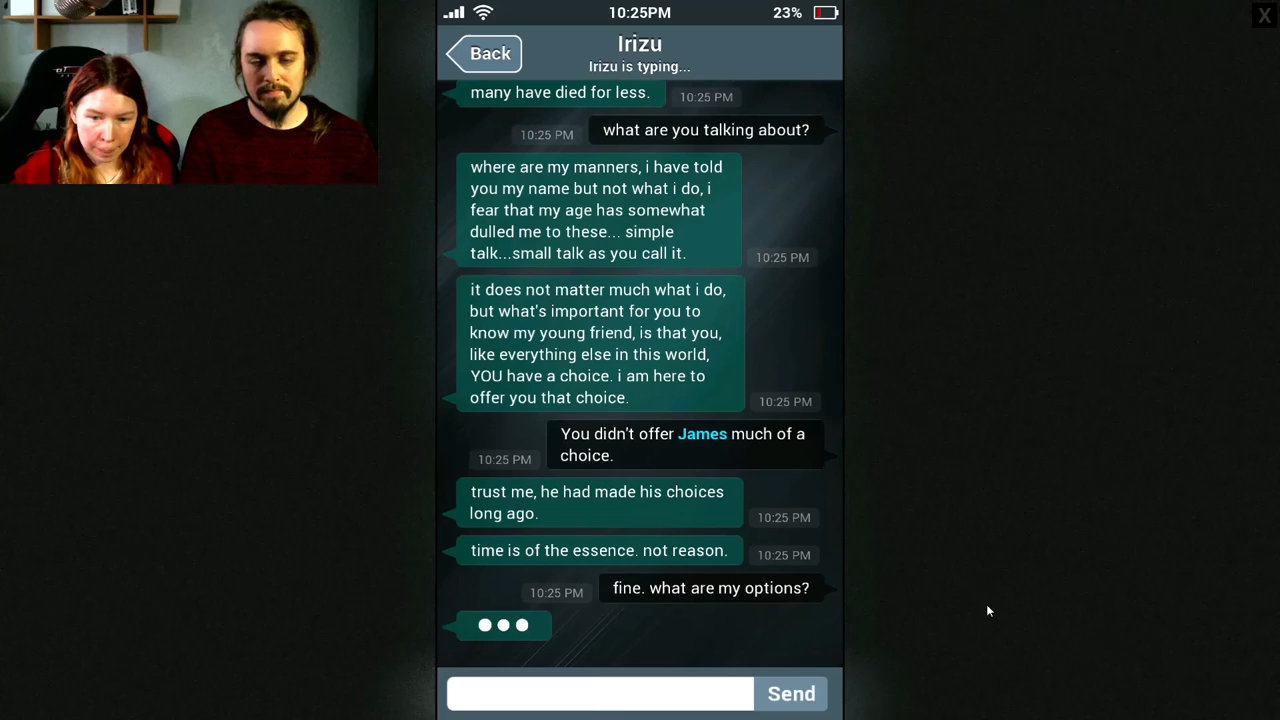 10:25PM
23%
X
Back
Irizu
Irizu is typing...
many have died for less.
10:25 PM
what are you talking about?
10:25 PM
where are my manners, i have told
you my name but not what i do, i
fear that my age has somewhat
dulled me to these... simple
talk...small talk as you call it.
10:25 PM
it does not matter much what i do,
but what's important for you to
know my young friend, is that you,
like everything else in this world,
YOU have a choice. i am here to
offer you that choice.
10:25 PM
You didn't offer James much of a
choice.
10:25 PM
trust me, he had made his choices
long ago.
10:25 PM
time is of the essence. not reason.
10:25 PM
fine. what are my options?
10:25 PM
Send